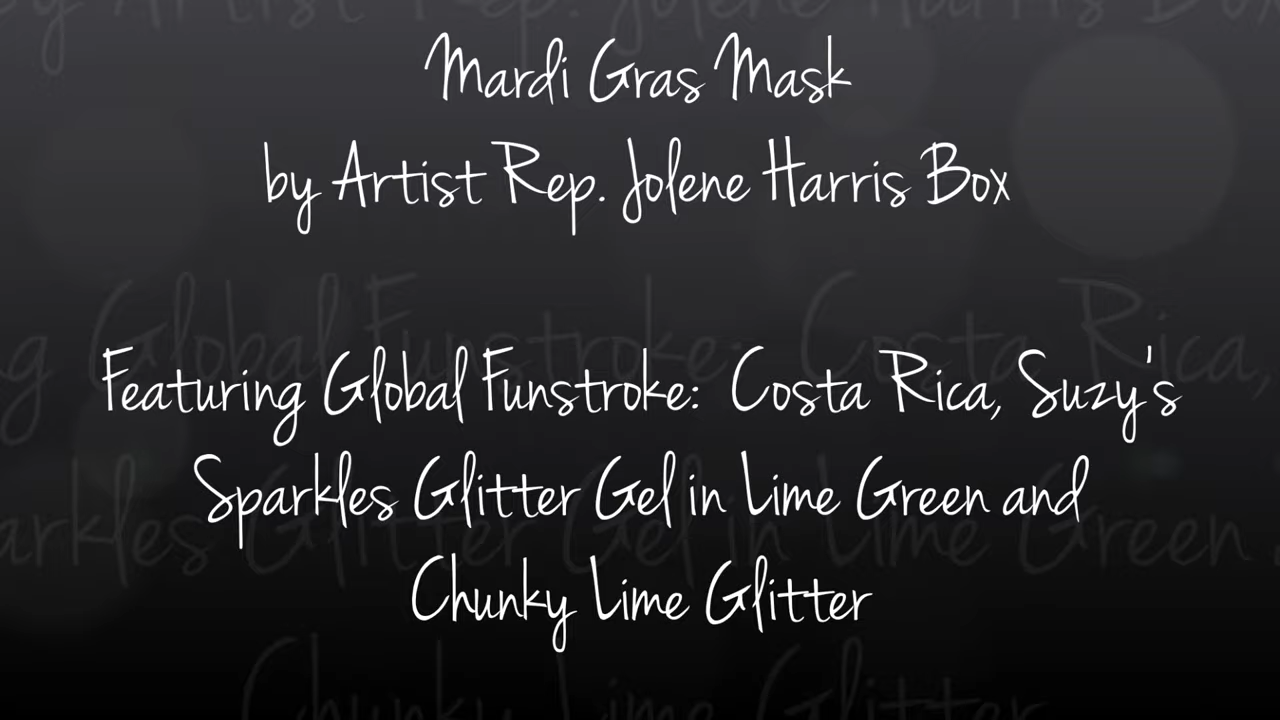 Mardi Gras Mask
by Artist Rep. Jolene Harris Box
Featuring Global Funstroke: Costa Rica, Suzy's
Sparkles Glitter Gel in Lime Green and
Chunky Lime Glitter